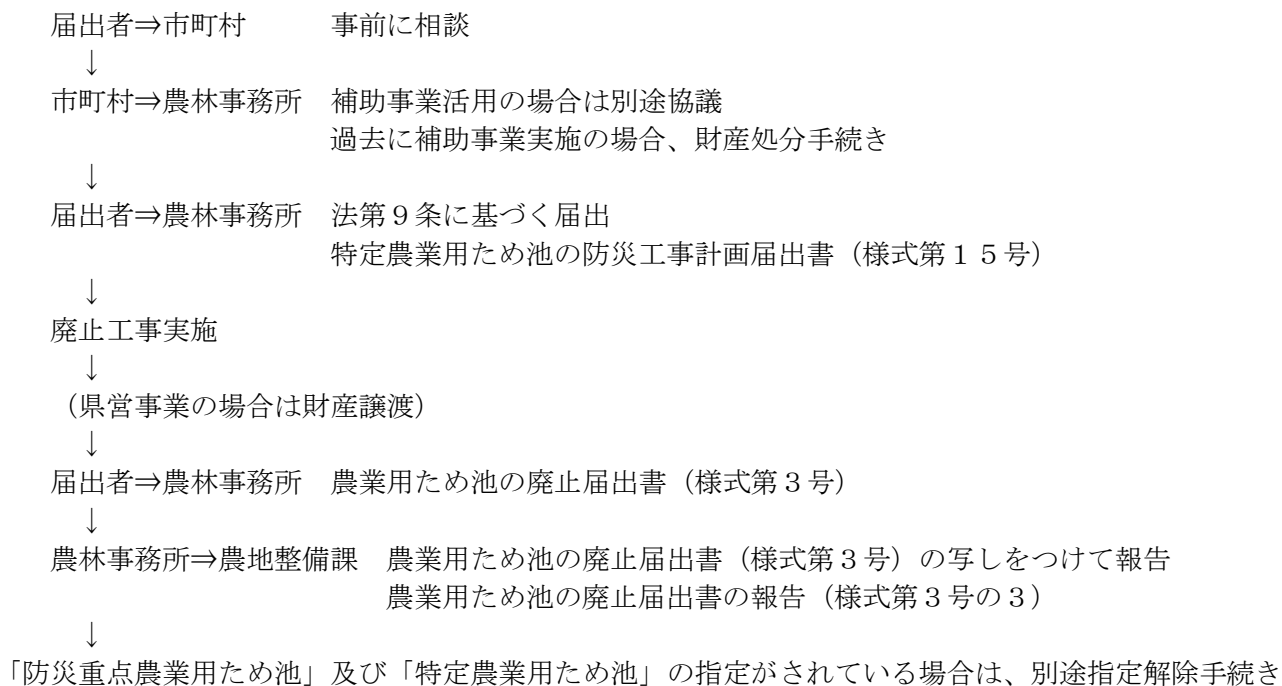 届出者⇒市町村　　　事前に相談
↓
市町村⇒農林事務所　補助事業活用の場合は別途協議
過去に補助事業実施の場合、財産処分手続き
↓
届出者⇒農林事務所　法第９条に基づく届出
特定農業用ため池の防災工事計画届出書（様式第１５号）
↓
廃止工事実施
↓
（県営事業の場合は財産譲渡）
↓
届出者⇒農林事務所　農業用ため池の廃止届出書（様式第３号）
↓
農林事務所⇒農地整備課　農業用ため池の廃止届出書（様式第３号）の写しをつけて報告
農業用ため池の廃止届出書の報告（様式第３号の３）
↓
「防災重点農業用ため池」及び「特定農業用ため池」の指定がされている場合は、別途指定解除手続き